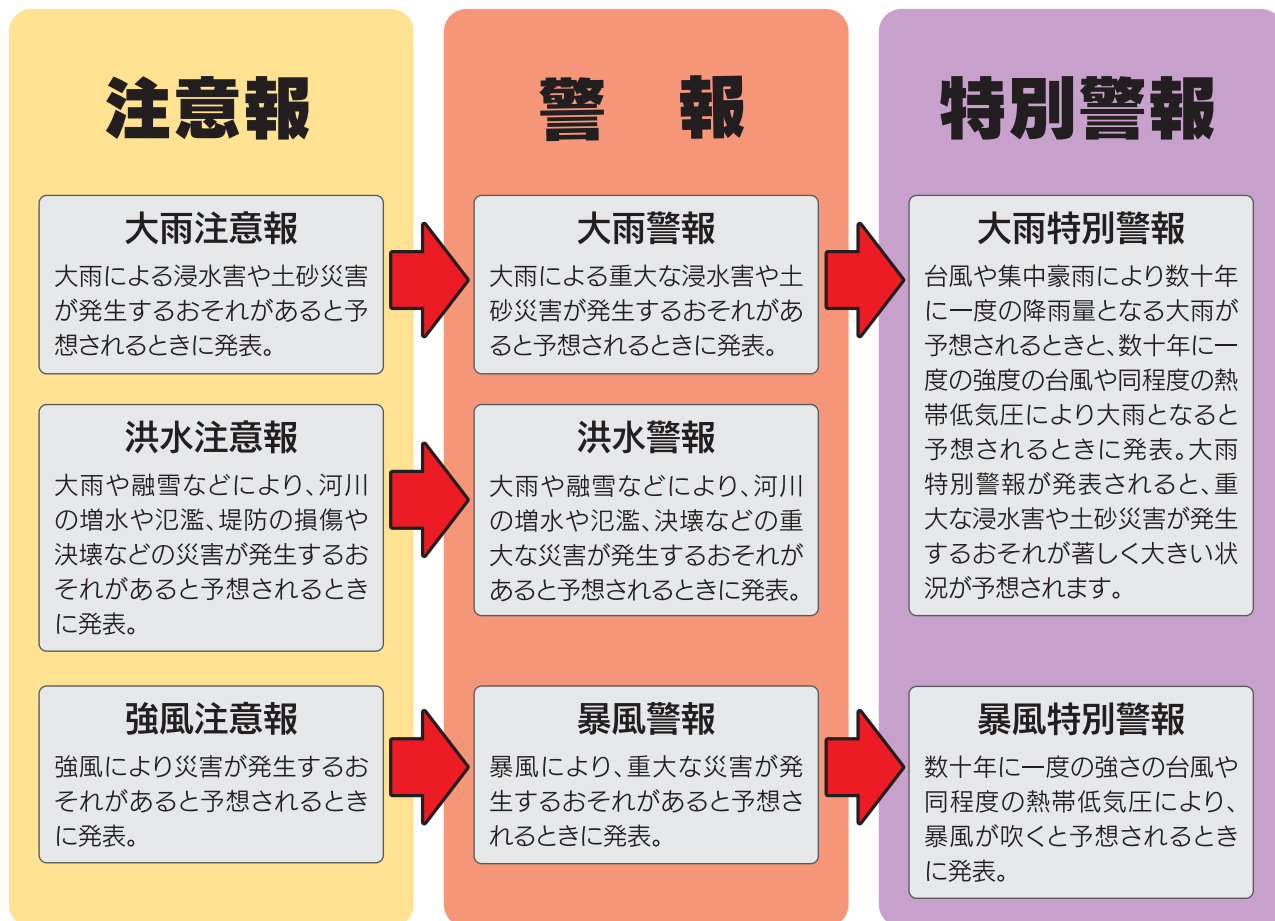 注意報
大雨注意報
大雨による浸水害や土砂災害
が発生するおそれがあると予
想されるときに発表。
洪水注意報
大雨や融雪などにより、河川
の増水や氾濫、堤防の損傷や
決壊などの災害が発生するお
それがあると予想されるとき
に発表。
強風注意報
強風により災害が発生するお
それがあると予想されるとき
に発表。
警　報
大雨警報
大雨による重大な浸水害や土
砂災害が発生するおそれがあ
ると予想されるときに発表。
洪水警報
大雨や融雪などにより、河川
の増水や氾濫、決壊などの重
大な災害が発生するおそれが
あると予想されるときに発表。
暴風警報
暴風により、重大な災害が発
生するおそれがあると予想さ
れるときに発表。
特別警報
大雨特別警報
台風や集中豪雨により数十年
に一度の降雨量となる大雨が
予想されるときと、数十年に一
度の強度の台風や同程度の熱
帯低気圧により大雨となると
予想されるときに発表。大雨
特別警報が発表されると、重
大な浸水害や土砂災害が発生
するおそれが著しく大きい状
況が予想されます。
暴風特別警報
数十年に一度の強さの台風や
同程度の熱帯低気圧により、
暴風が吹くと予想されるとき
に発表。